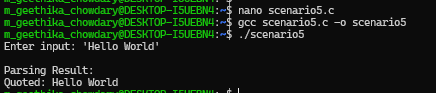 m_geethika_chowdary@DESKTOP-I5UEBN4:~$ nano scenario5.c
m_geethika_chowdary@DESKTOP-I5UEBN4:~$ gcc scenario5.c -o scenario5
m_geethika_chowdary@DESKTOP-I5UEBN4:~$ ./scenario5
Enter input: 'Hello World'
Parsing Result:
Quoted: Hello World
m_geethika_chowdary@DESKTOP-I5UEBN4:~$